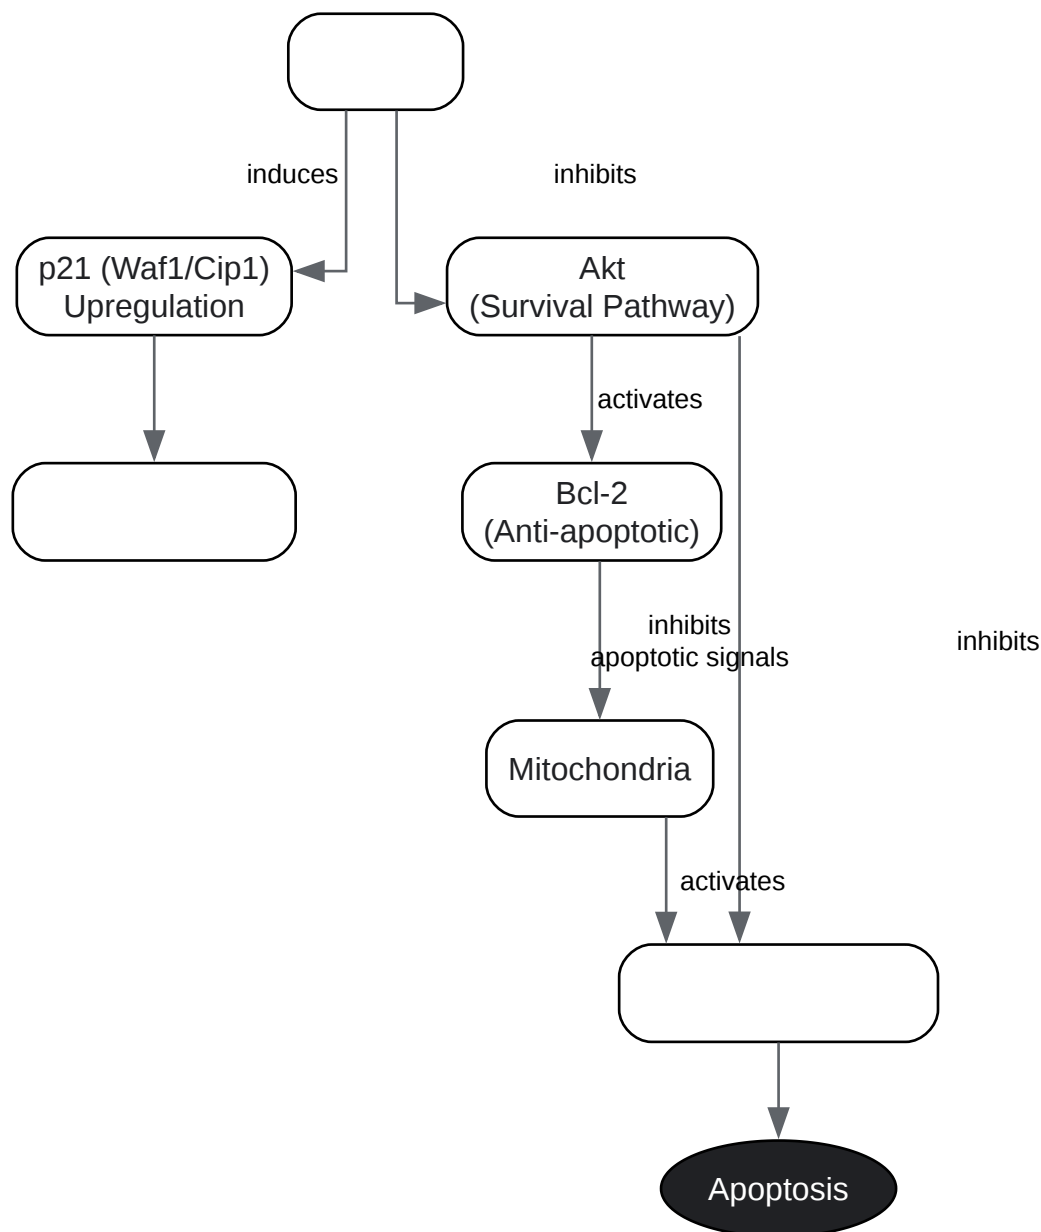 induces
inhibits
p21 (Waf1/Cip1)
Upregulation
Akt
(Survival Pathway)
activates
Bcl-2
(Anti-apoptotic)
inhibits
apoptotic signals
inhibits
Mitochondria
activates
Apoptosis